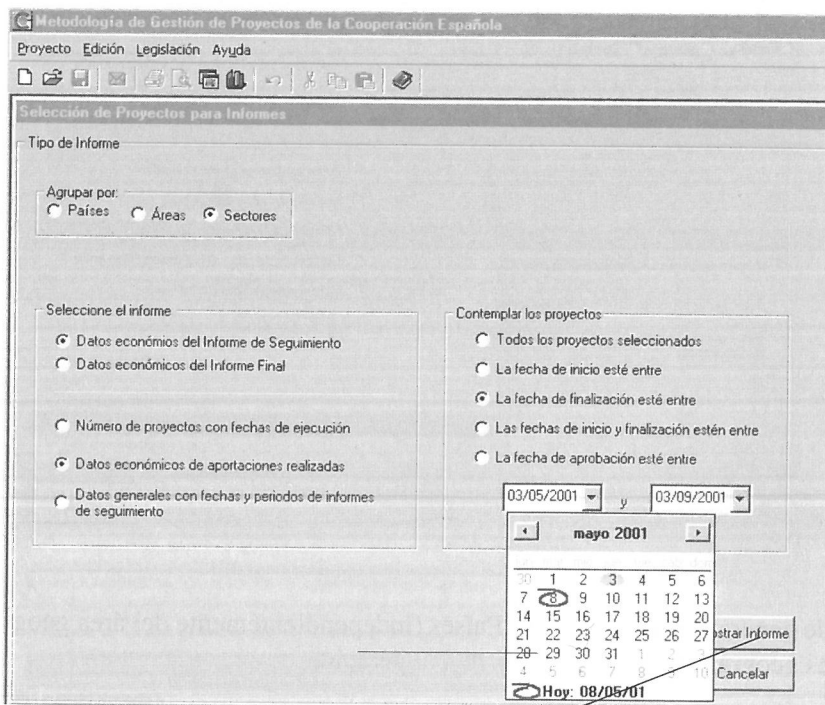 Metodología de Gestión de Proyectos de la Cooperación Española
Proyecto Edición Legislación Ayuda
Selección de Proyectos para Informes
Tipo de Informe
Agrupar por:
Países Áreas Sectores
Seleccione el informe
Datos económios del Informe de Seguimiento
Datos económicos del Informe Final
Número de proyectos con fechas de ejecución
Datos económicos de aportaciones realizadas
Datos generales con fechas y periodos de informes
de seguimiento
Contemplar los proyectos
Todos los proyectos seleccionados
La fecha de inicio esté entre
La fecha de finalización esté entre
Las fechas de inicio y finalización estén entre
La fecha de aprobación esté entre
03/05/2001 y 03/09/2001
mayo 2001
30 1 2 3 4 5 6
7 8 9 10 11 12 13
14 15 16 17 18 19 20
21 22 23 24 25 26 27
28 29 30 31 1 2 3
4 5 6 7 8 9 10
Hoy: 08/05/01
ostrar Informe
Cancelar